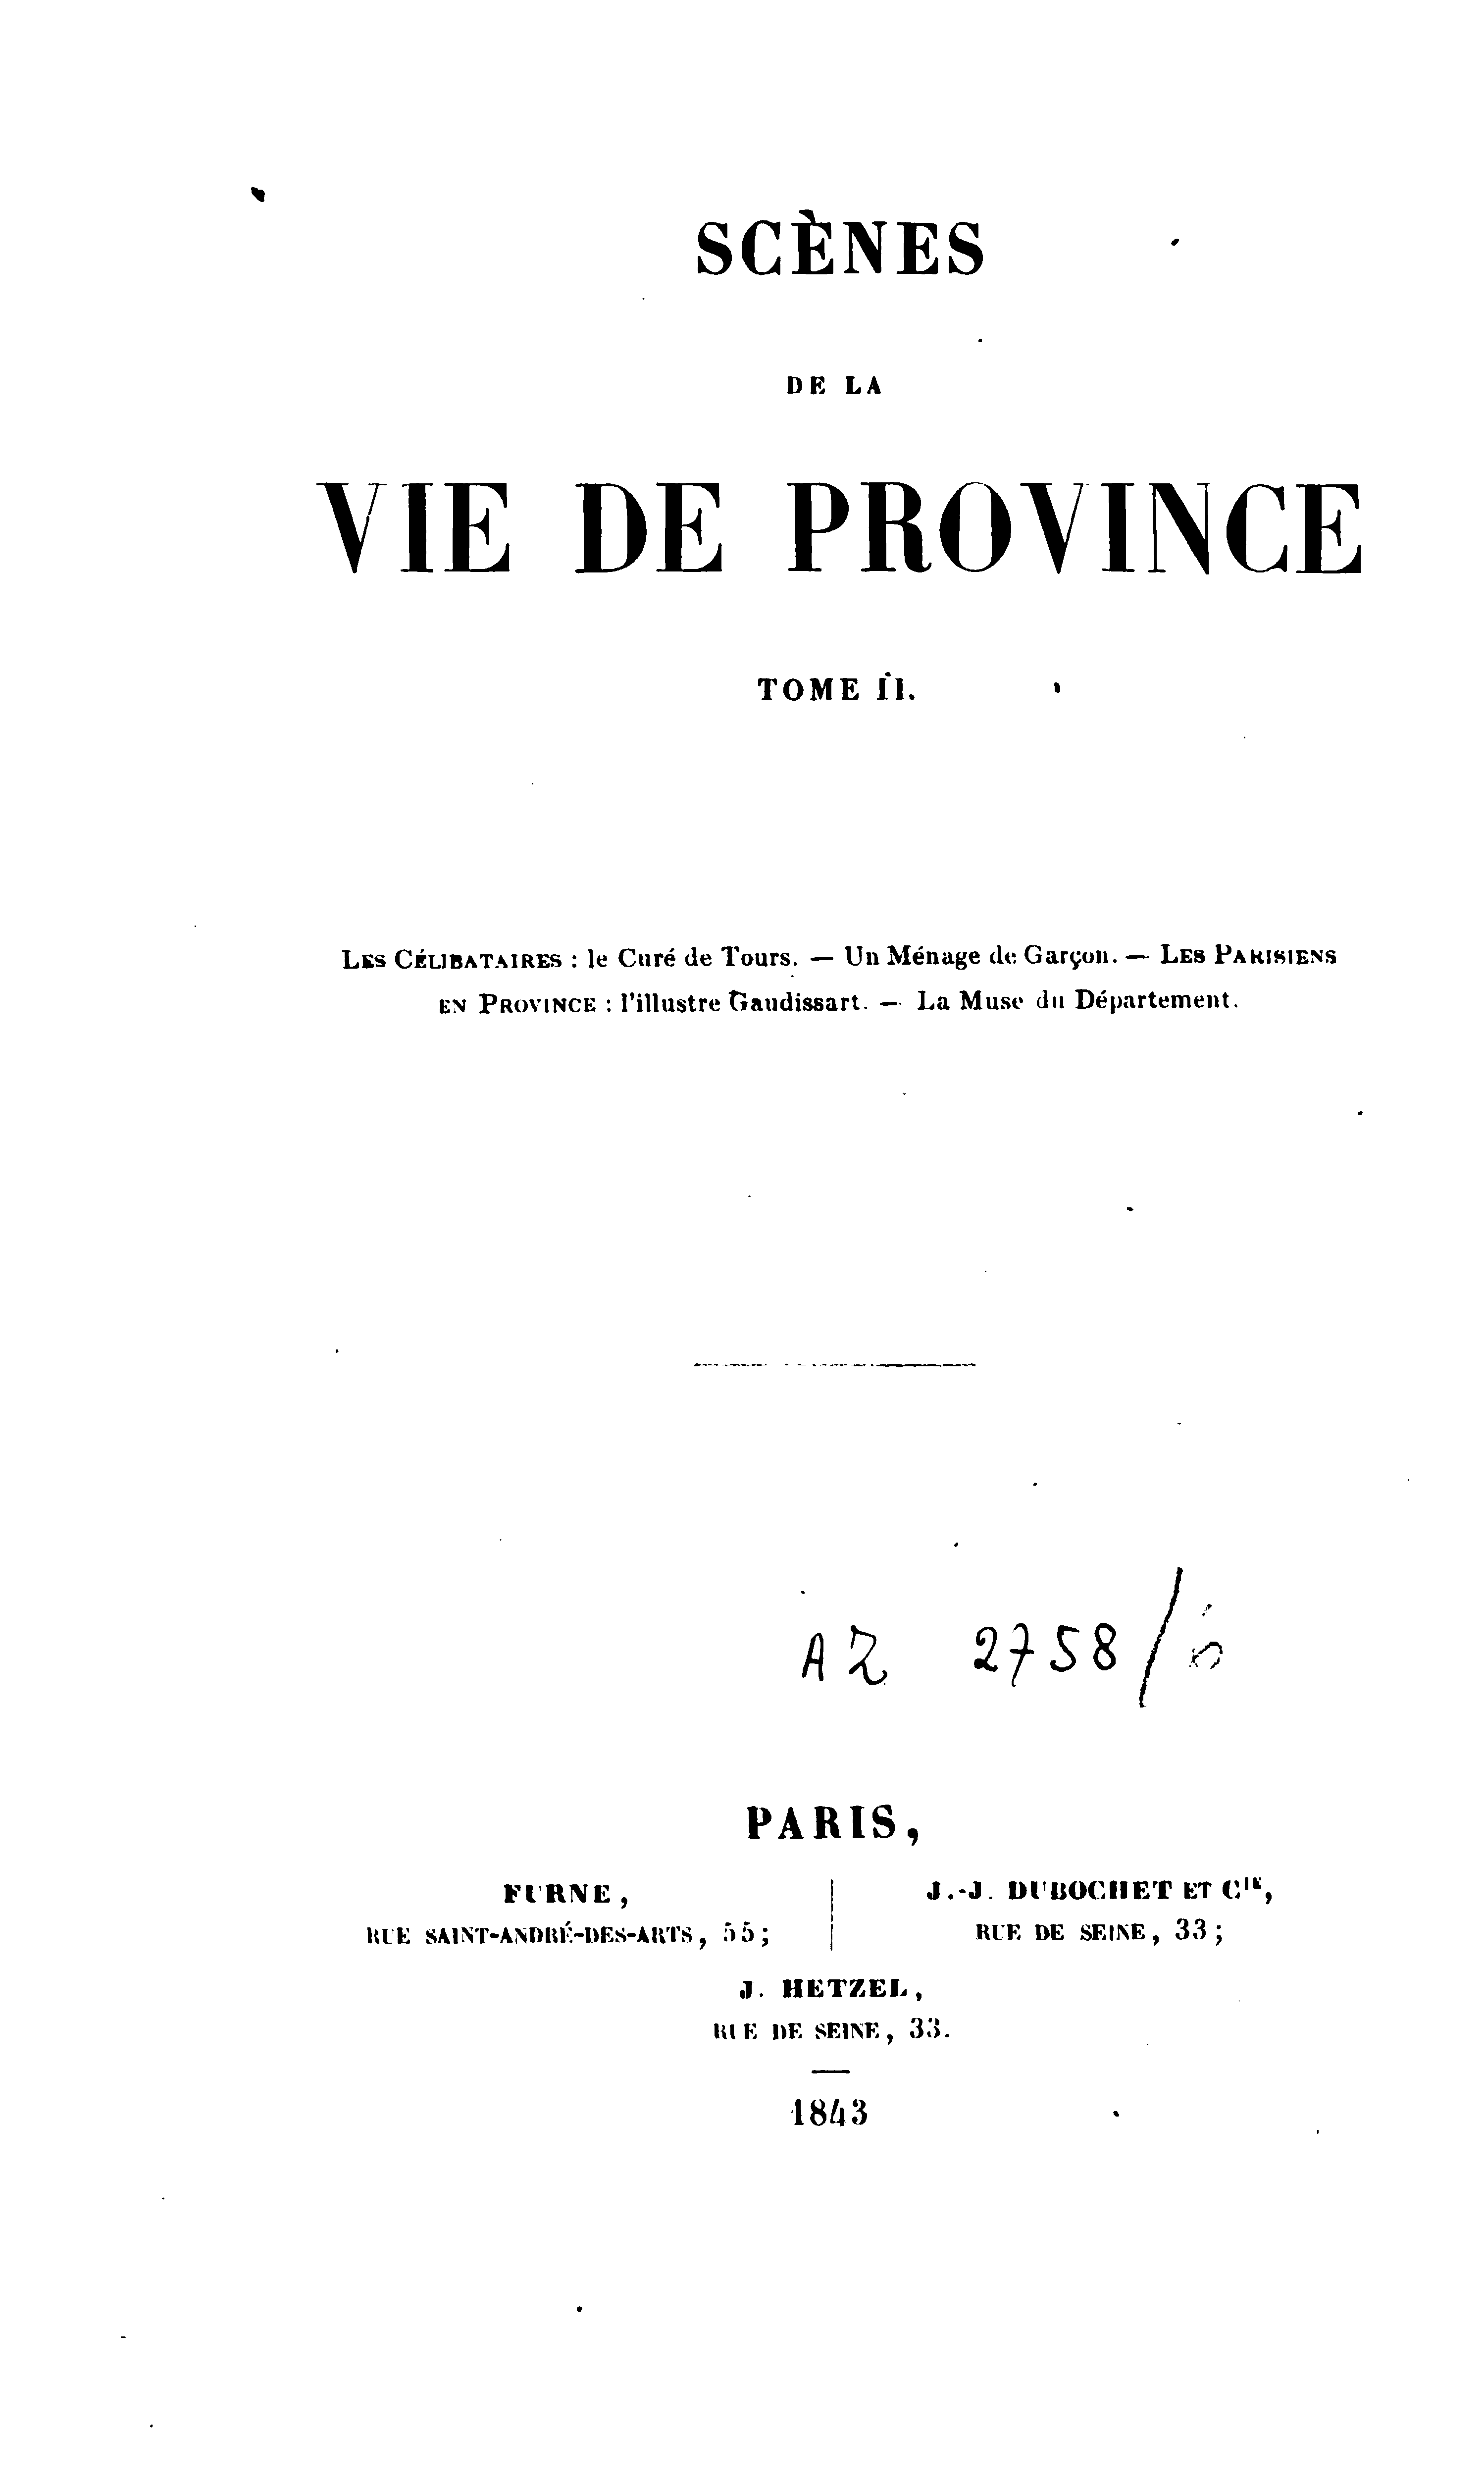 SCÈNES
DE LA
VIE DE PROVINCE
TOME II.
LES CÉLIBATAIRES : le Curé de Tours. — Un Ménage de Garçon. — LES PARISIENS
EN PROVINCE : l'illustre Gaudissart. — La Muse du Département.
AZ 2758/
PARIS,
FURNE,
RUE SAINT-ANDRÉ-DES-ARTS, 55;
J.-J. DUBOCHET ET CIE,
RUE DE SEINE, 33;
J. HETZEL,
RUE DE SEINE, 33.
1843